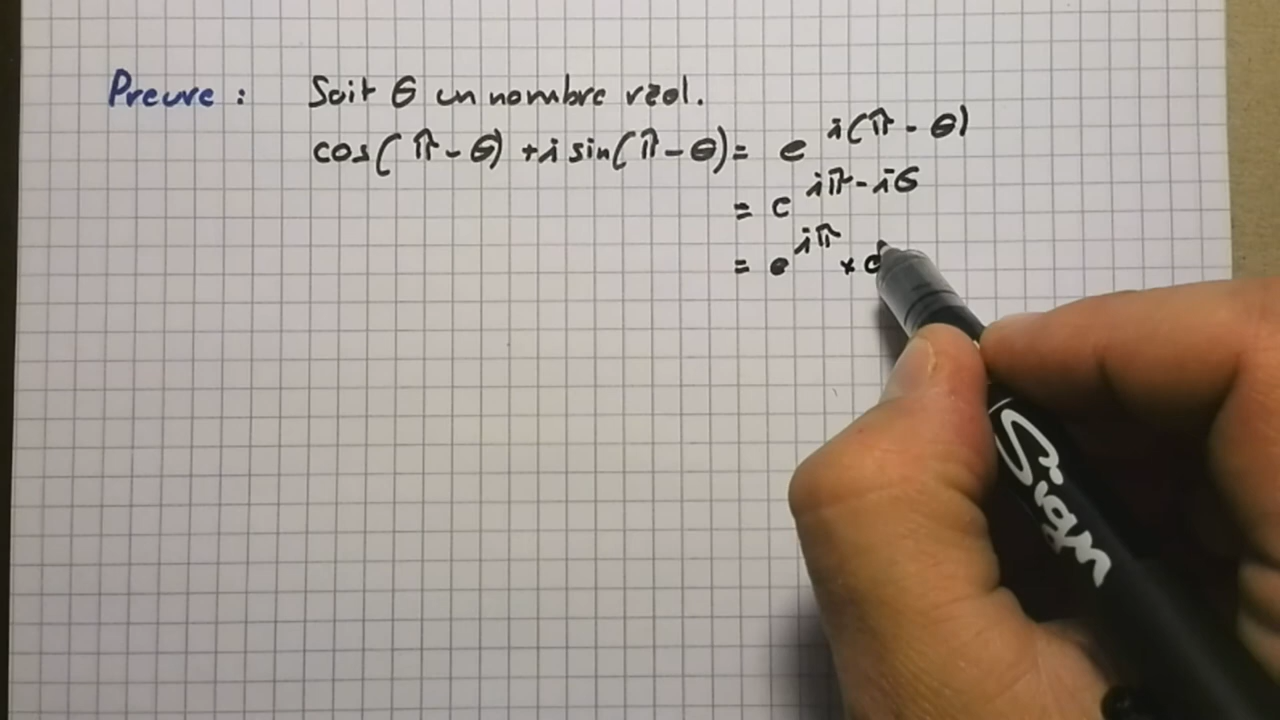 Preuve : Soit θ un nombre réel.
cos(π - θ) + i sin(π - θ) = e^{i(π - θ)}
= e^{iπ - iθ}
= e^{iπ} × e
Sign